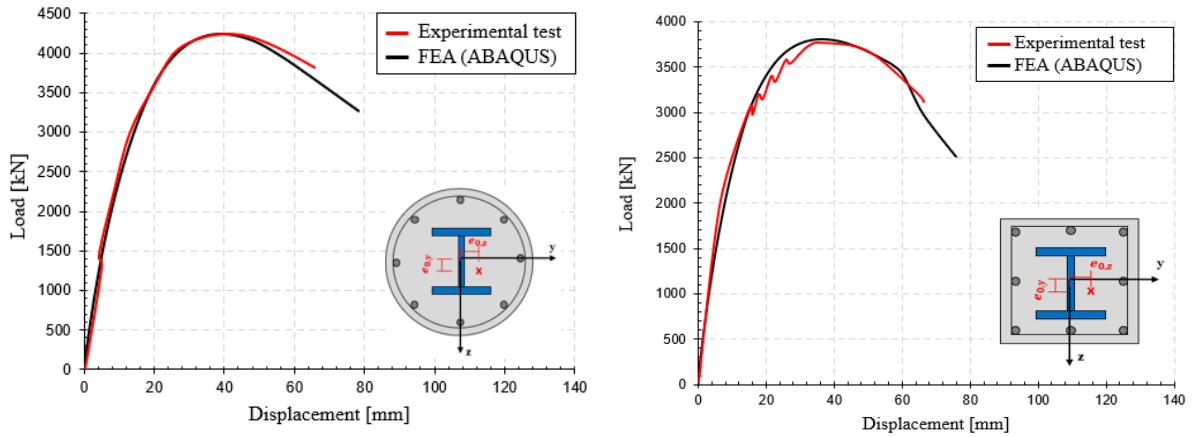 4500
4000
3500
3000
2500
2000
1500
1000
500
0
Load [kN]
0 20 40 60 80 100 120 140
Displacement [mm]
Experimental test
FEA (ABAQUS)
e0,z
e0,y
x
y
z
4000
3500
3000
2500
2000
1500
1000
500
0
Load [kN]
0 20 40 60 80 100 120 140
Displacement [mm]
Experimental test
FEA (ABAQUS)
e0,z
e0,y
x
y
z